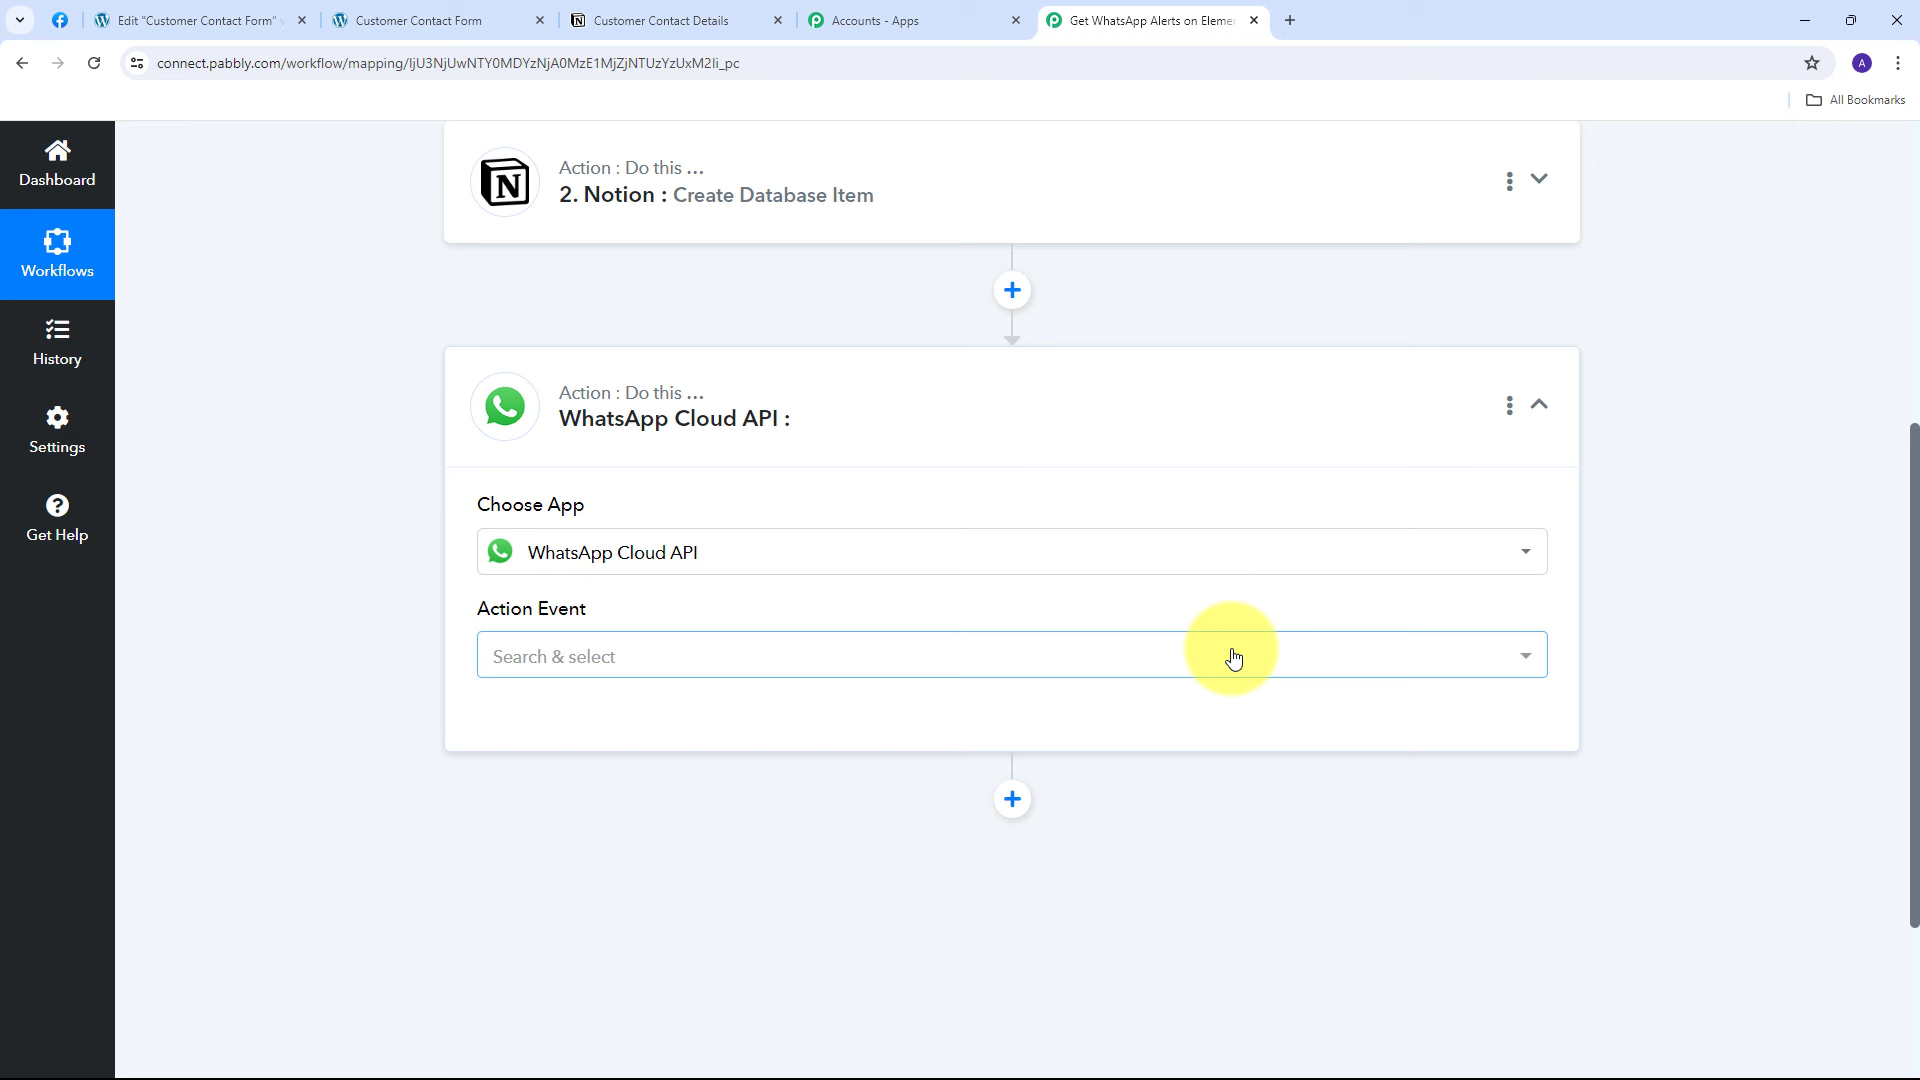 Edit "Customer Contact Form"
Customer Contact Form
Customer Contact Details
Accounts - Apps
Get WhatsApp Alerts on Eleme
connect.pabbly.com/workflow/mapping/IjU3NjUwNTY0MDYzNjA0MzE1MjZjNTUzYzUxM2Ii_pc
A
All Bookmarks
Dashboard
Workflows
History
Settings
Get Help
Action : Do this ...
2. Notion : Create Database Item
Action : Do this ...
WhatsApp Cloud API :
Choose App
WhatsApp Cloud API
Action Event
Search & select